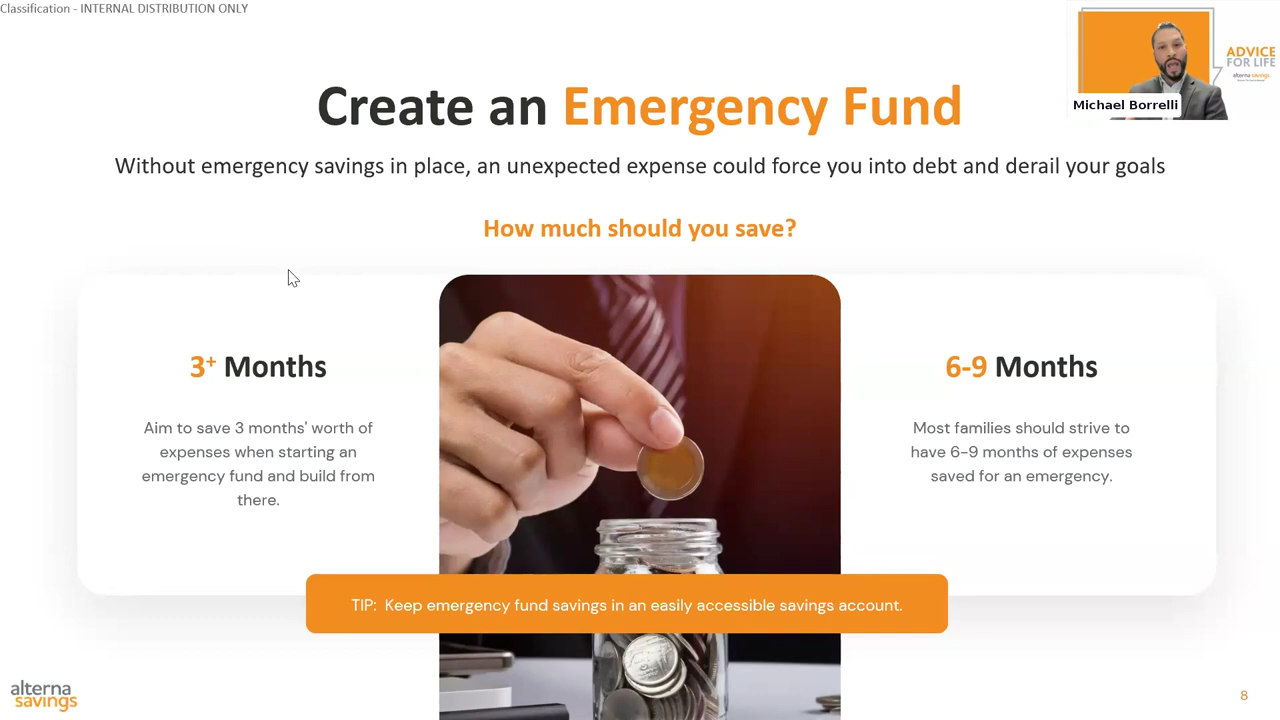 Classification - INTERNAL DISTRIBUTION ONLY
ADVICE
FOR LIFE
alterna savings
Michael Borrelli
Create an Emergency Fund
Without emergency savings in place, an unexpected expense could force you into debt and derail your goals
How much should you save?
3+ Months
Aim to save 3 months' worth of
expenses when starting an
emergency fund and build from
there.
6-9 Months
Most families should strive to
have 6-9 months of expenses
saved for an emergency.
TIP: Keep emergency fund savings in an easily accessible savings account.
alterna
savings
8